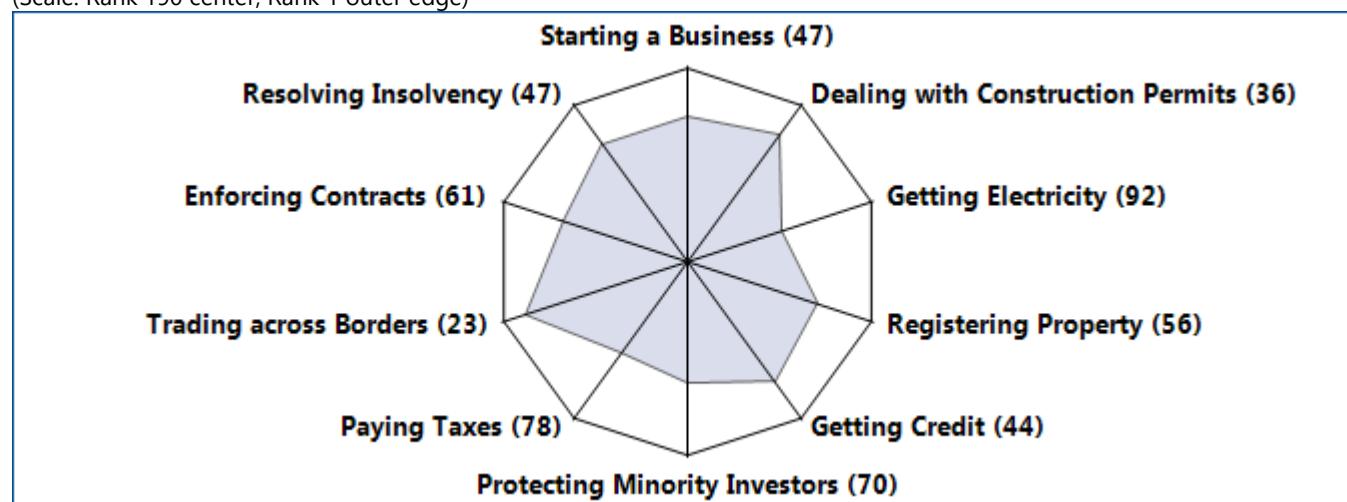 (Scale: Rank 190 center, Rank 1 outer edge)
Starting a Business (47)
Resolving Insolvency (47)
Dealing with Construction Permits (36)
Enforcing Contracts (61)
Getting Electricity (92)
Trading across Borders (23)
Registering Property (56)
Paying Taxes (78)
Getting Credit (44)
Protecting Minority Investors (70)